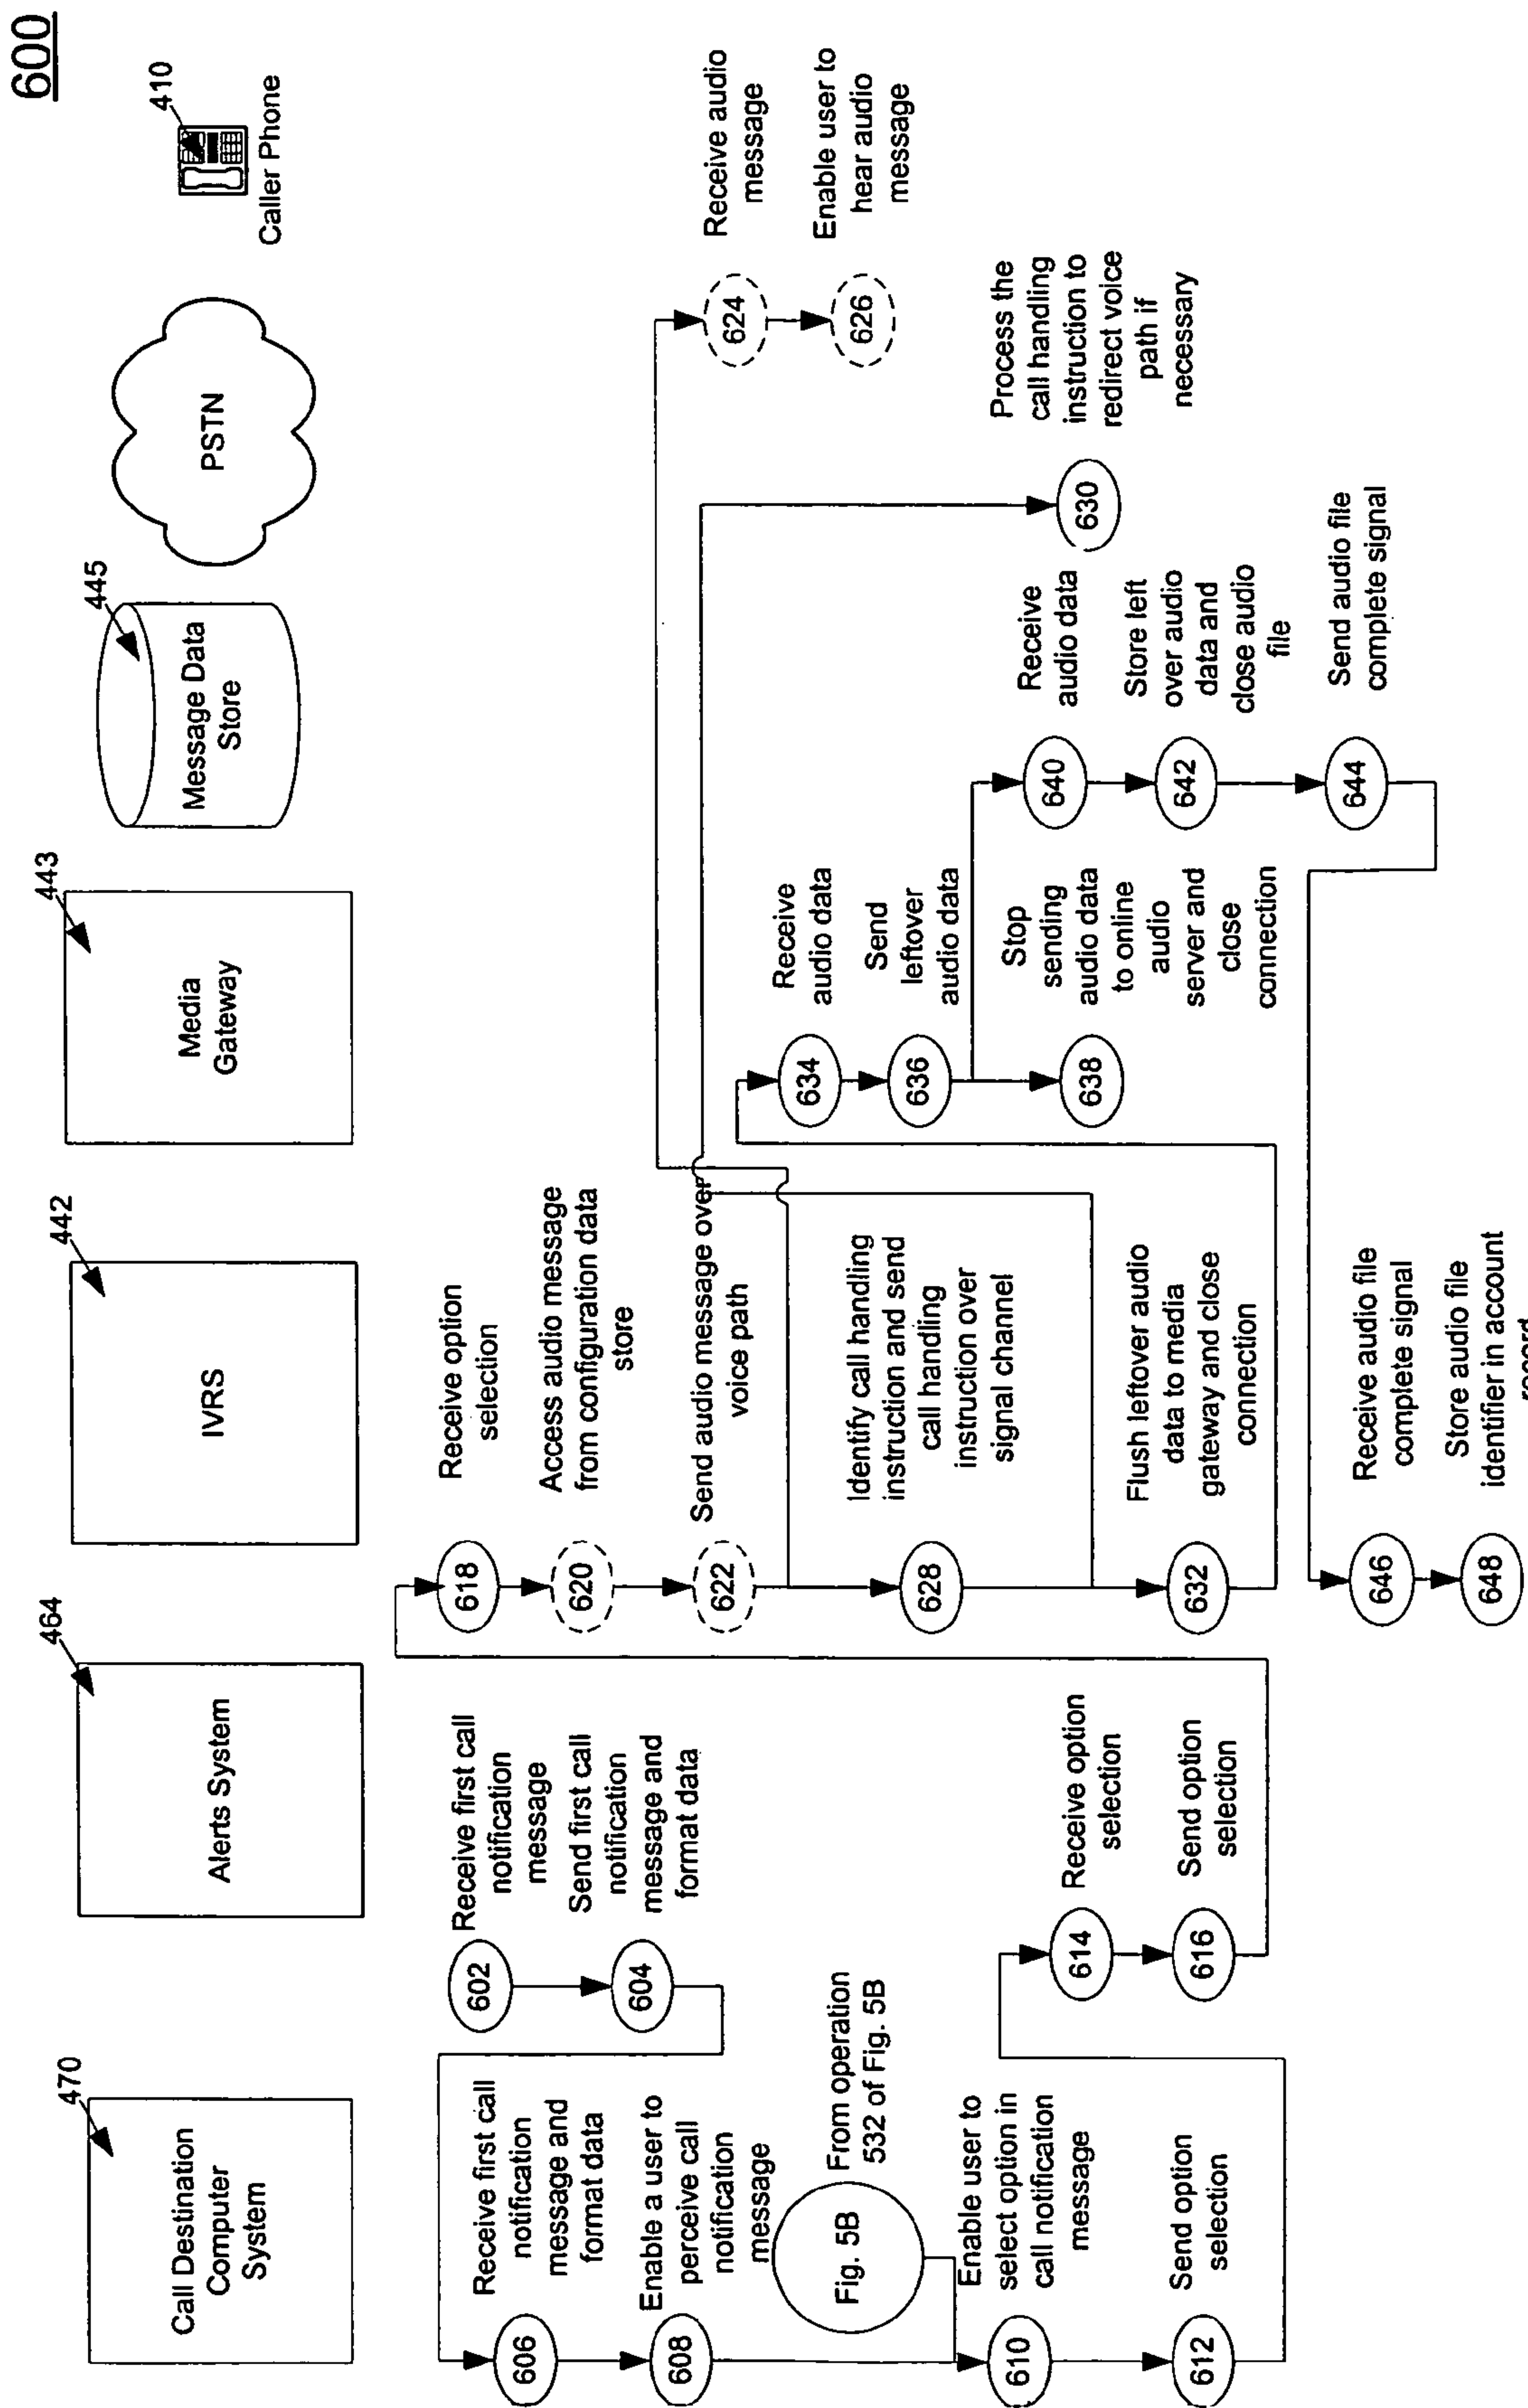 600
470
Call Destination
Computer
System
464
Alerts System
442
IVRS
443
Media
Gateway
445
Message Data
Store
PSTN
410
Caller Phone
602
Receive first call
notification
message
604
Send first call
notification
message and
format data
606
Receive first call
notification
message and
format data
608
Enable a user to
perceive call
notification
message
Fig. 5B
From operation
532 of Fig. 5B
610
Enable user to
select option in
call notification
message
612
Send option
selection
614
Receive option
selection
616
Send option
selection
618
Receive option
selection
620
Access audio message
from configuration data
store
622
Send audio message over
voice path
624
Receive audio
message
626
Enable user to
hear audio
message
628
Identify call handling
instruction and send
call handling
instruction over
signal channel
630
Process the
call handling
instruction to
redirect voice
path if
necessary
632
Flush leftover audio
data to media
gateway and close
connection
634
Receive
audio data
636
Send
leftover
audio data
638
Stop
sending
audio data
to online
audio
server and
close
connection
640
Receive
audio data
642
Store left
over audio
data and
close audio
file
644
Send audio file
complete signal
646
Receive audio file
complete signal
648
Store audio file
identifier in account
record